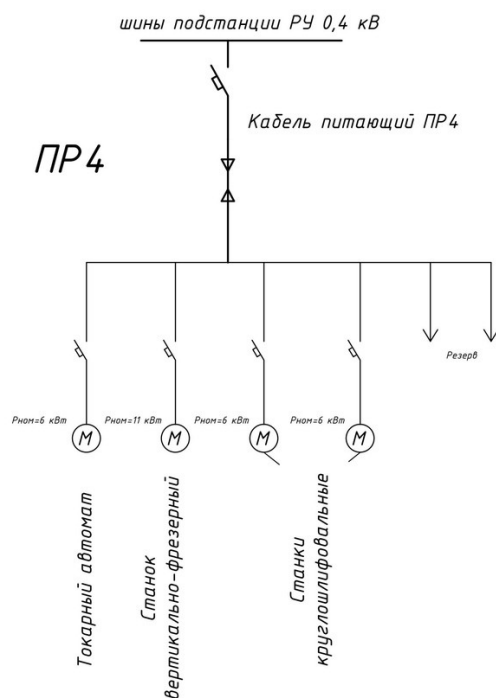 шины подстанции РУ 0,4 кВ
Кабель питающий ПР4
ПР4
Резерв
Рном=6 кВт
Рном=11 кВт
Рном=6 кВт
Рном=6 кВт
М
М
М
М
Токарный автомат
Станок
вертикально-фрезерный
Станки
круглошлифовальные